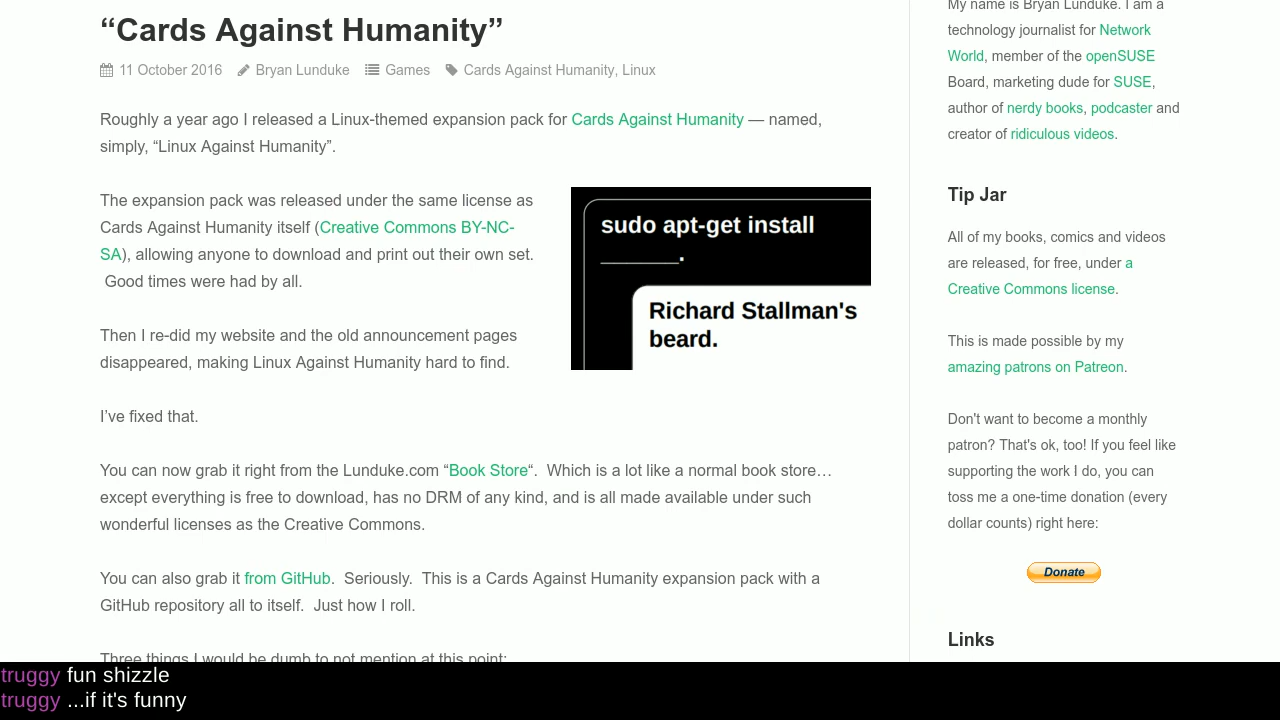 “Cards Against Humanity”
11 October 2016 Bryan Lunduke Games Cards Against Humanity, Linux
Roughly a year ago I released a Linux-themed expansion pack for Cards Against Humanity — named,
simply, “Linux Against Humanity”.
The expansion pack was released under the same license as
Cards Against Humanity itself (Creative Commons BY-NC-
SA), allowing anyone to download and print out their own set.
Good times were had by all.
sudo apt-get install
______.
Richard Stallman's
beard.
Then I re-did my website and the old announcement pages
disappeared, making Linux Against Humanity hard to find.
I’ve fixed that.
You can now grab it right from the Lunduke.com “Book Store“.  Which is a lot like a normal book store…
except everything is free to download, has no DRM of any kind, and is all made available under such
wonderful licenses as the Creative Commons.
You can also grab it from GitHub.  Seriously.  This is a Cards Against Humanity expansion pack with a
GitHub repository all to itself.  Just how I roll.
Three things I would be dumb to not mention at this point:
My name is Bryan Lunduke. I am a
technology journalist for Network
World, member of the openSUSE
Board, marketing dude for SUSE,
author of nerdy books, podcaster and
creator of ridiculous videos.
Tip Jar
All of my books, comics and videos
are released, for free, under a
Creative Commons license.
This is made possible by my
amazing patrons on Patreon.
Don't want to become a monthly
patron? That's ok, too! If you feel like
supporting the work I do, you can
toss me a one-time donation (every
dollar counts) right here:
Donate
Links
truggy fun shizzle
truggy ...if it's funny